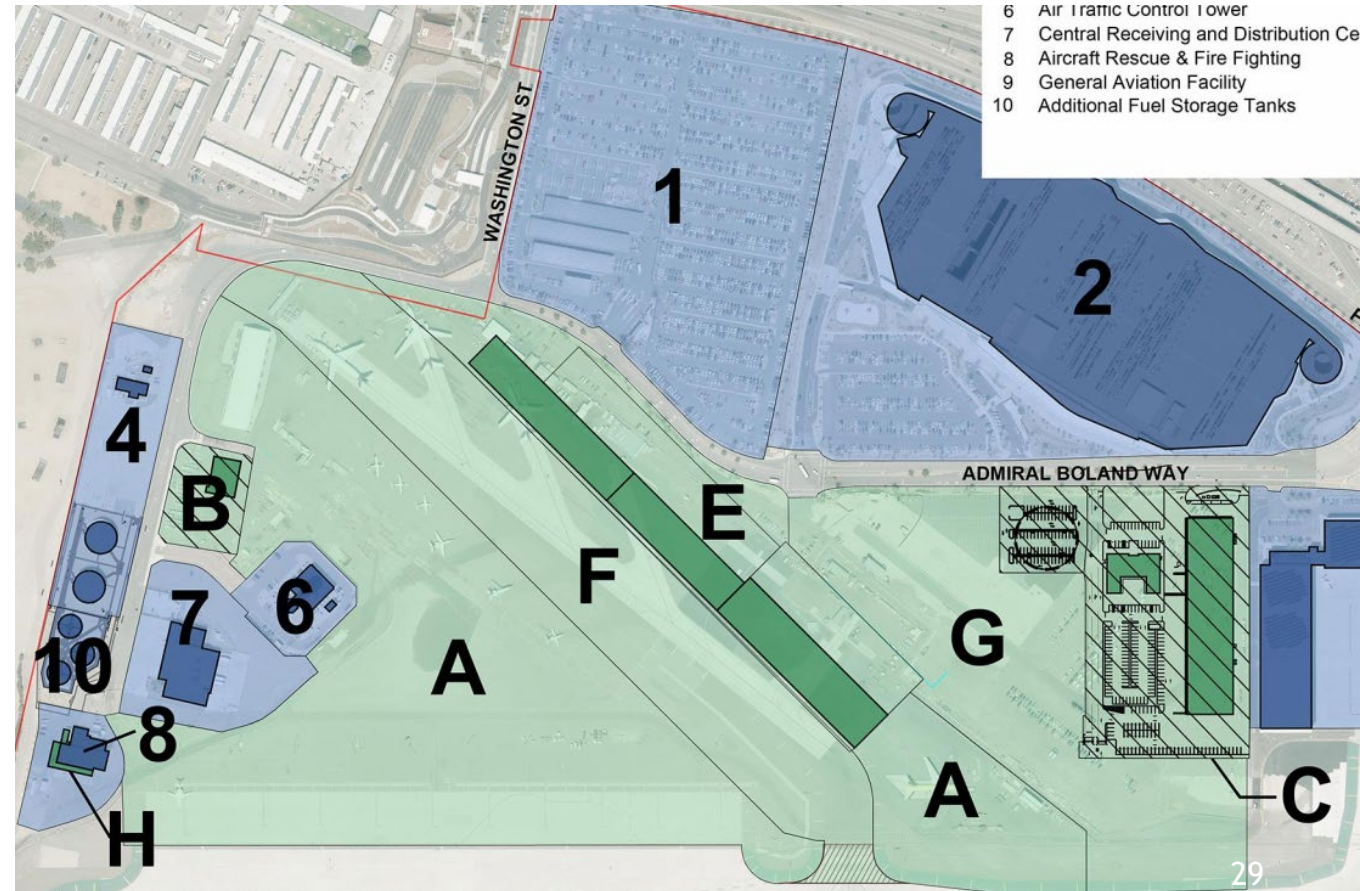 6 Air Traffic Control Tower
7 Central Receiving and Distribution Ce
8 Aircraft Rescue & Fire Fighting
9 General Aviation Facility
10 Additional Fuel Storage Tanks
WASHINGTON ST
1
2
4
ADMIRAL BOLAND WAY
B
E
F
6
7
G
A
10
8
A
C
H
29